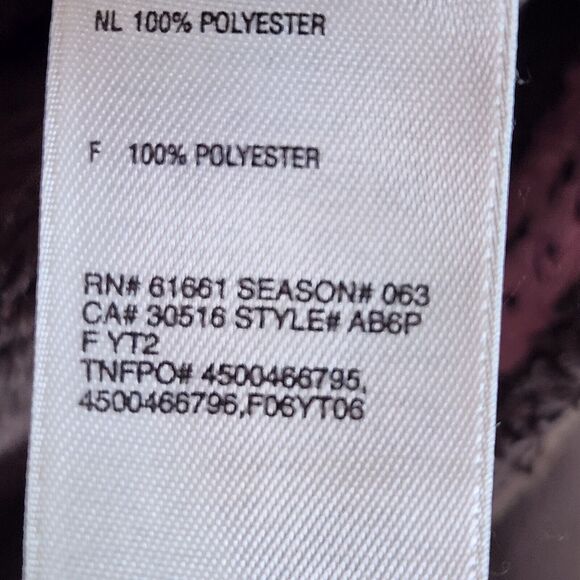 NL 100% POLYESTER
F 100% POLYESTER
RN# 61661 SEASON# 063
CA# 30516 STYLE# AB6P
F YT2
TNFPO# 4500466795,
4500466796,F06YT06